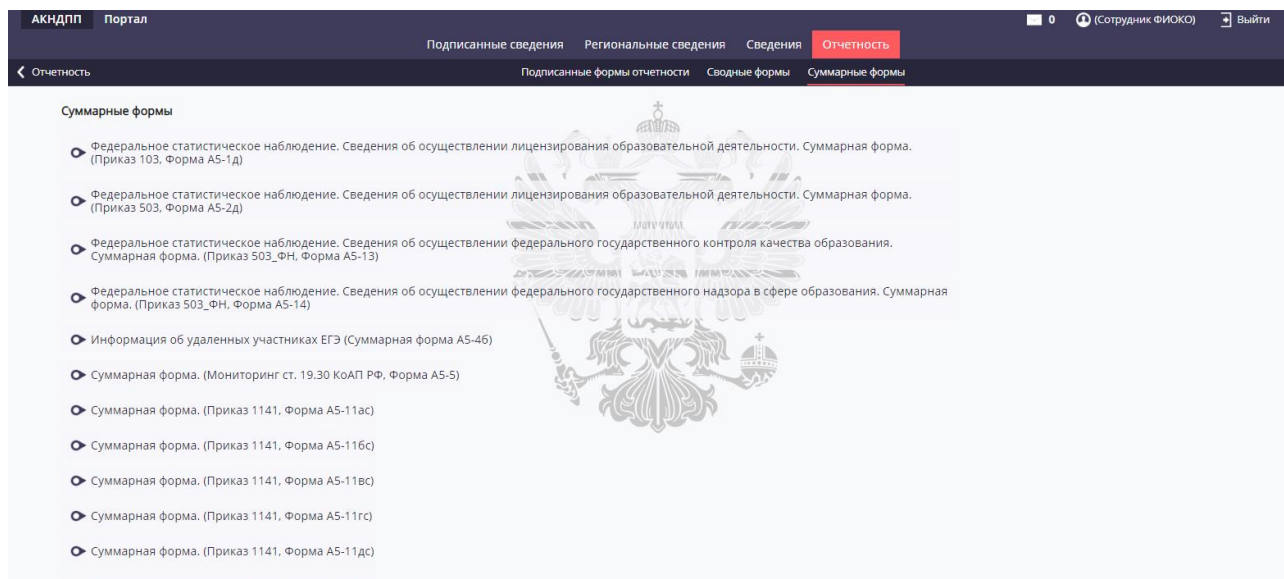 АКНДПП Портал 0 (Сотрудник ФИОКО) Выйти
Подписанные сведения Региональные сведения Сведения Отчетность
Отчетность Подписанные формы отчетности Сводные формы Суммарные формы
Суммарные формы
Федеральное статистическое наблюдение. Сведения об осуществлении лицензирования образовательной деятельности. Суммарная форма.
(Приказ 103, Форма А5-1д)
Федеральное статистическое наблюдение. Сведения об осуществлении лицензирования образовательной деятельности. Суммарная форма.
(Приказ 503, Форма А5-2д)
Федеральное статистическое наблюдение. Сведения об осуществлении федерального государственного контроля качества образования.
Суммарная форма. (Приказ 503_ФН, Форма А5-13)
Федеральное статистическое наблюдение. Сведения об осуществлении федерального государственного надзора в сфере образования. Суммарная
форма. (Приказ 503_ФН, Форма А5-14)
Информация об удаленных участниках ЕГЭ (Суммарная форма А5-4б)
Суммарная форма. (Мониторинг ст. 19.30 КоАП РФ, Форма А5-5)
Суммарная форма. (Приказ 1141, Форма А5-11ас)
Суммарная форма. (Приказ 1141, Форма А5-11бс)
Суммарная форма. (Приказ 1141, Форма А5-11вс)
Суммарная форма. (Приказ 1141, Форма А5-11гс)
Суммарная форма. (Приказ 1141, Форма А5-11дс)